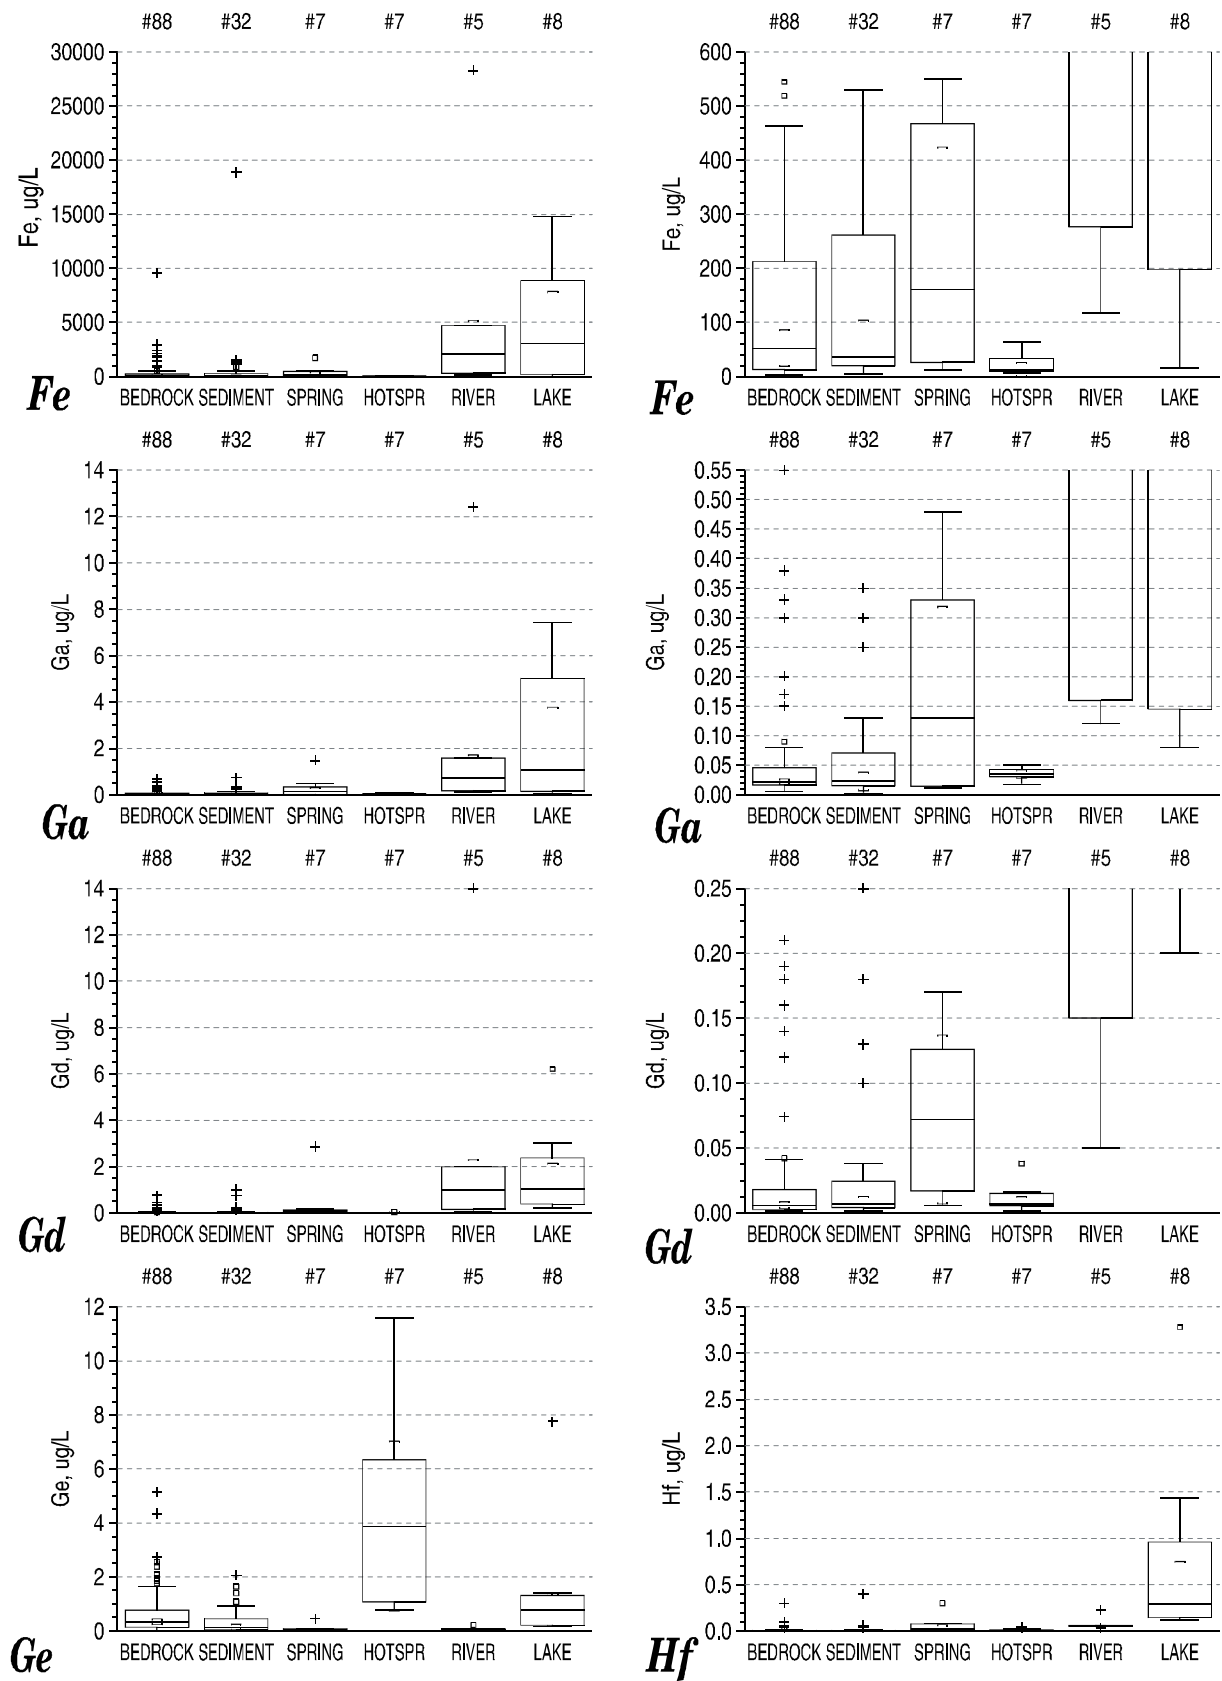 #88 #32 #7 #7 #5 #8
30000
25000
20000
15000
10000
5000
0
Fe, ug/L
BEDROCK SEDIMENT SPRING HOTSPR RIVER LAKE
Fe
#88 #32 #7 #7 #5 #8
600
500
400
300
200
100
0
Fe, ug/L
BEDROCK SEDIMENT SPRING HOTSPR RIVER LAKE
Fe
#88 #32 #7 #7 #5 #8
14
12
10
8
6
4
2
0
Ga, ug/L
BEDROCK SEDIMENT SPRING HOTSPR RIVER LAKE
Ga
#88 #32 #7 #7 #5 #8
0.55
0.50
0.45
0.40
0.35
0.30
0.25
0.20
0.15
0.10
0.05
0.00
Ga, ug/L
BEDROCK SEDIMENT SPRING HOTSPR RIVER LAKE
Ga
#88 #32 #7 #7 #5 #8
14
12
10
8
6
4
2
0
Gd, ug/L
BEDROCK SEDIMENT SPRING HOTSPR RIVER LAKE
Gd
#88 #32 #7 #7 #5 #8
0.25
0.20
0.15
0.10
0.05
0.00
Gd, ug/L
BEDROCK SEDIMENT SPRING HOTSPR RIVER LAKE
Gd
#88 #32 #7 #7 #5 #8
12
10
8
6
4
2
0
Ge, ug/L
BEDROCK SEDIMENT SPRING HOTSPR RIVER LAKE
Ge
#88 #32 #7 #7 #5 #8
3.5
3.0
2.5
2.0
1.5
1.0
0.5
0.0
Hf, ug/L
BEDROCK SEDIMENT SPRING HOTSPR RIVER LAKE
Hf